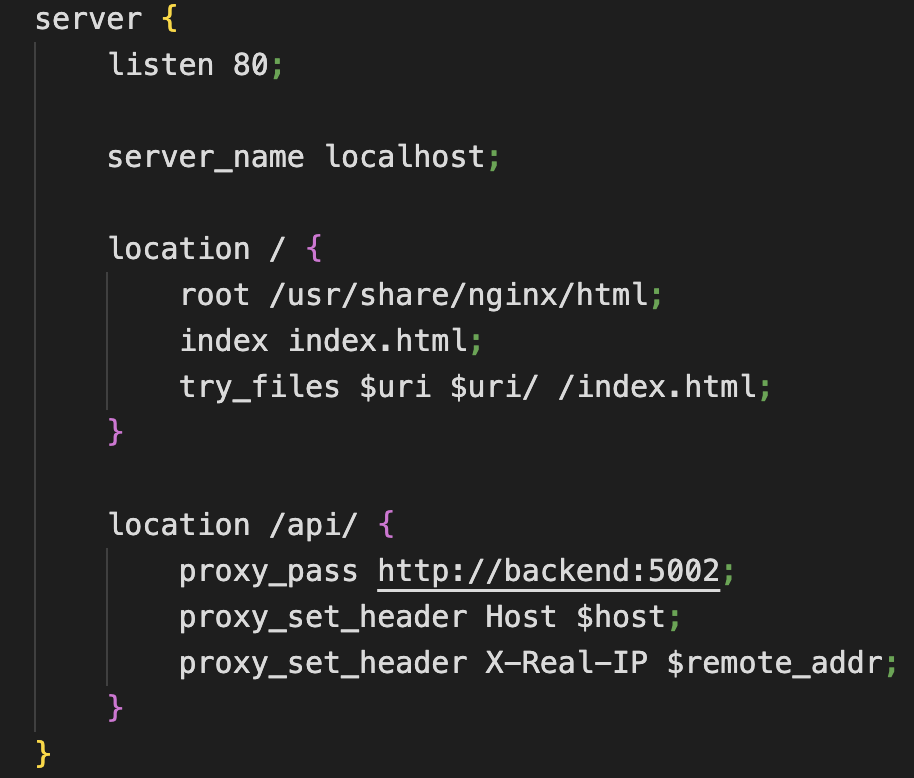 server {
listen 80;
server_name localhost;
location / {
root /usr/share/nginx/html;
index index.html;
try_files $uri $uri/ /index.html;
}
location /api/ {
proxy_pass http://backend:5002;
proxy_set_header Host $host;
proxy_set_header X-Real-IP $remote_addr;
}
}